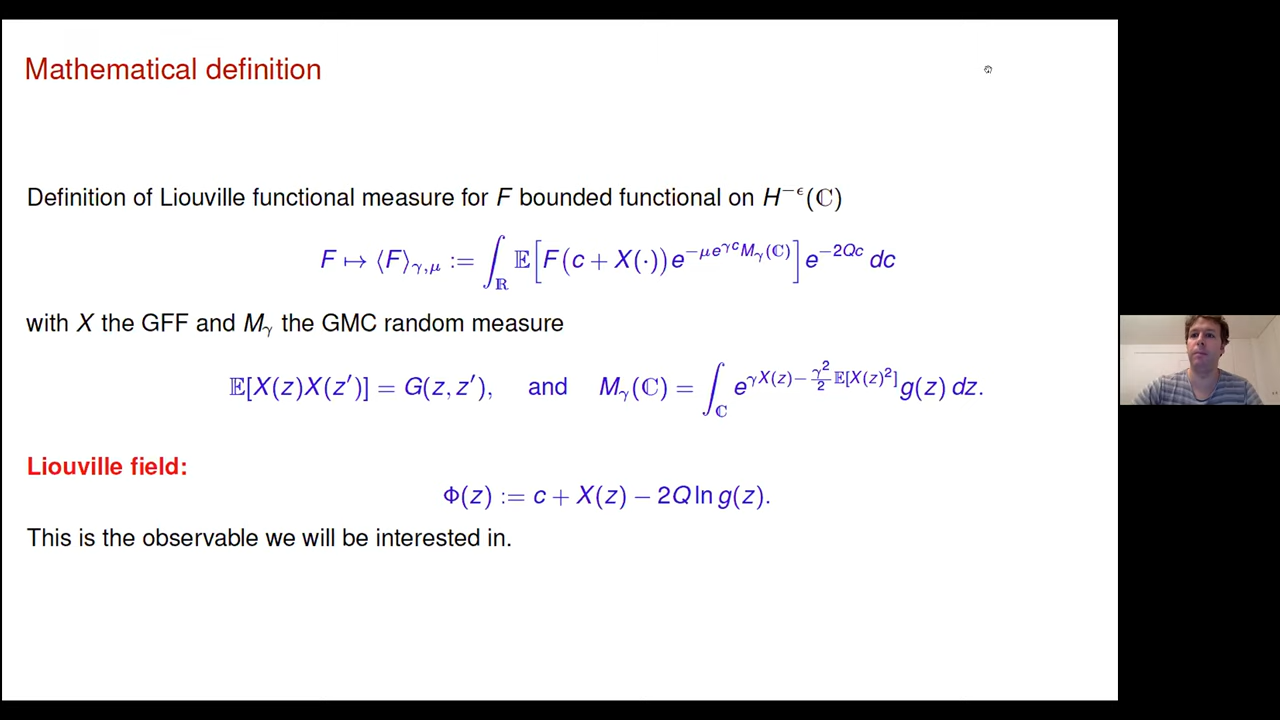 Mathematical definition
Definition of Liouville functional measure for F bounded functional on H^{−ϵ}(ℂ)
F ↦ ⟨F⟩_{γ,μ} := ∫_ℝ 𝔼[F(c + X(·))e^{−μe^{γc}M_γ(ℂ)}]e^{−2Qc} dc
with X the GFF and M_γ the GMC random measure
𝔼[X(z)X(z′)] = G(z, z′), and M_γ(ℂ) = ∫_ℂ e^{γX(z)−\frac{γ^2}{2}𝔼[X(z)^2]}g(z) dz.
Liouville field:
Φ(z) := c + X(z) − 2Q ln g(z).
This is the observable we will be interested in.